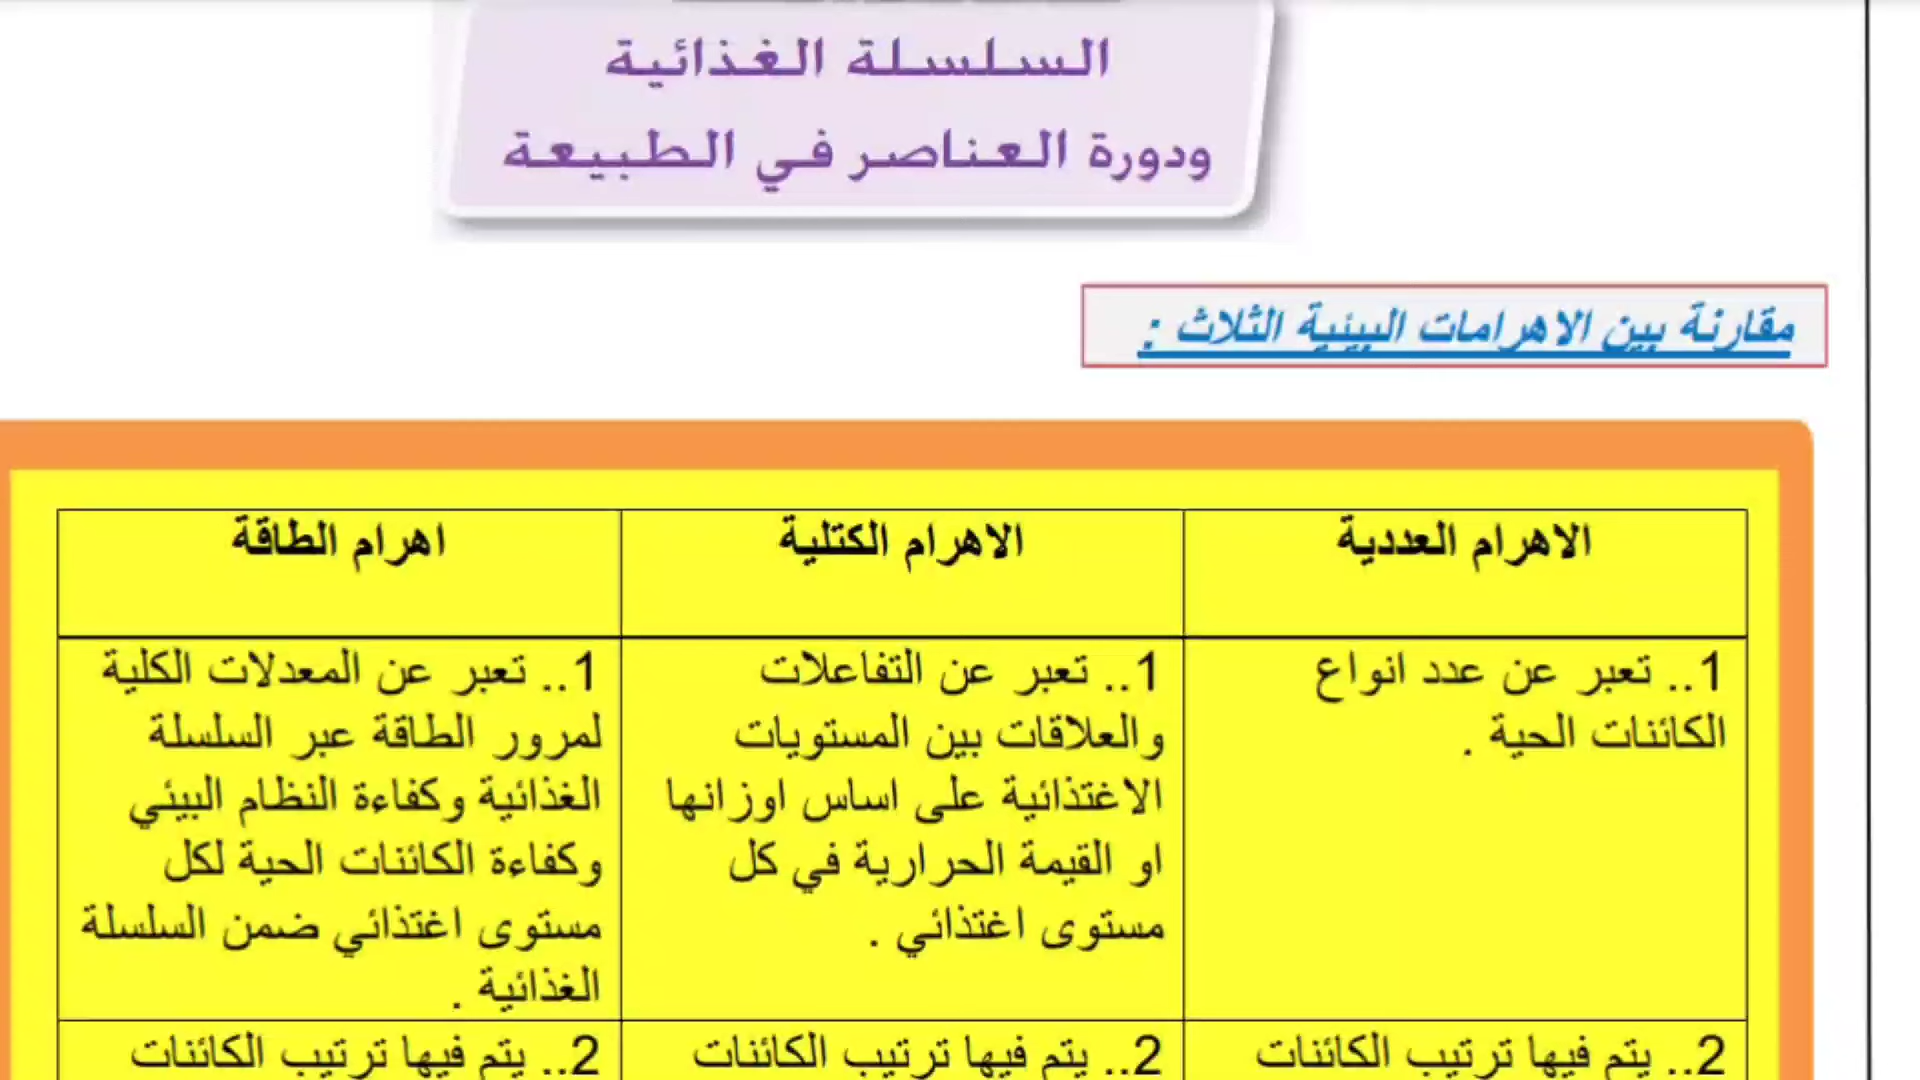 السلسلة الغذائية
ودورة العناصر في الطبيعة
مقارنة بين الاهرامات البيئية الثلاث :
الاهرام العددية
الاهرام الكتلية
اهرام الطاقة
1.. تعبر عن عدد انواع
الكائنات الحية .
1.. تعبر عن التفاعلات
والعلاقات بين المستويات
الاغتذائية على اساس اوزانها
او القيمة الحرارية في كل
مستوى اغتذائي .
1.. تعبر عن المعدلات الكلية
لمرور الطاقة عبر السلسلة
الغذائية وكفاءة النظام البيئي
وكفاءة الكائنات الحية لكل
مستوى اغتذائي ضمن السلسلة
الغذائية .
2.. يتم فيها ترتيب الكائنات
2.. يتم فيها ترتيب الكائنات
2.. يتم فيها ترتيب الكائنات